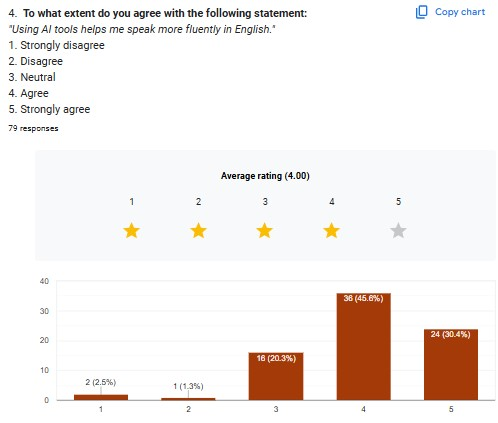 4. To what extent do you agree with the following statement:
Copy chart
"Using AI tools helps me speak more fluently in English."
1. Strongly disagree
2. Disagree
3. Neutral
4. Agree
5. Strongly agree
79 responses
Average rating (4.00)
1 2 3 4 5
40
30
20
10
0
2 (2.5%)
1 (1.3%)
16 (20.3%)
36 (45.6%)
24 (30.4%)
1 2 3 4 5